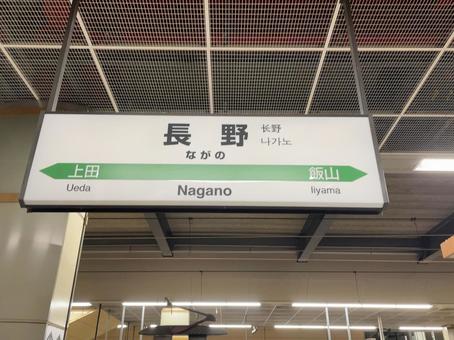 長野
长野
나가노
ながの
上田
飯山
Ueda
Nagano
Iiyama